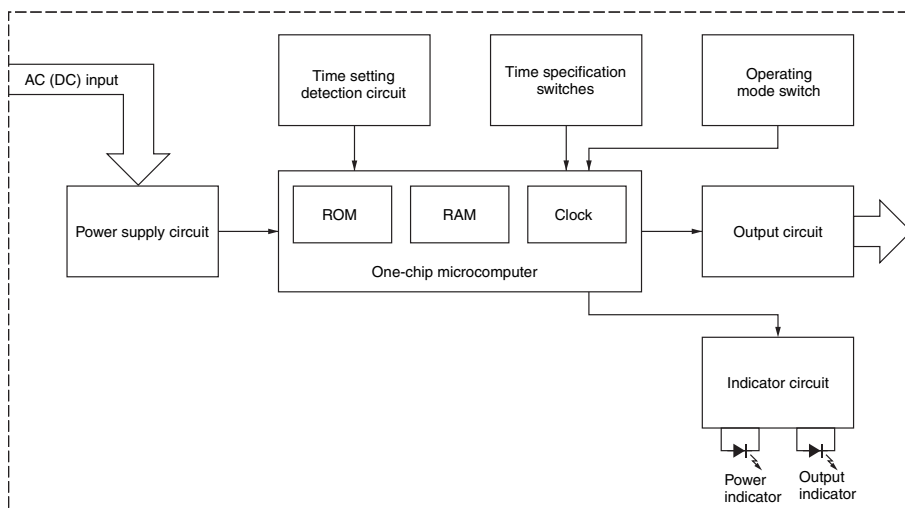 AC (DC) input
Time setting
detection circuit
Time specification
switches
Operating
mode switch
Power supply circuit
ROM
RAM
Clock
One-chip microcomputer
Output circuit
Indicator circuit
Power
indicator
Output
indicator